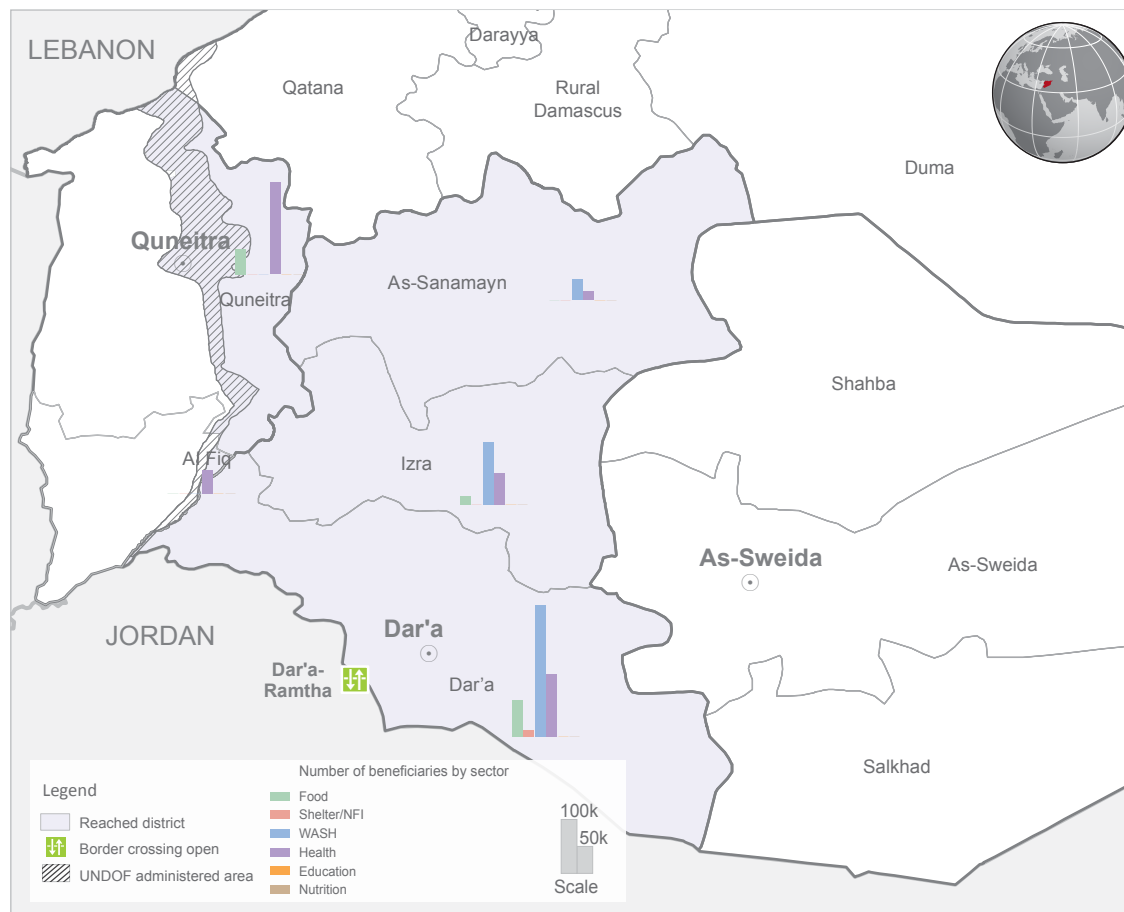 LEBANON
Darayya
Qatana
Rural
Damascus
Duma
Quneitra
Quneitra
As-Sanamayn
Shahba
Al Fiq
Izra
As-Sweida
As-Sweida
JORDAN
Dar'a
Dar'a-
Ramtha
Dar'a
Salkhad
Legend
Reached district
Border crossing open
UNDOF administered area
Number of beneficiaries by sector
Food
Shelter/NFI
WASH
Health
Education
Nutrition
100k
50k
Scale